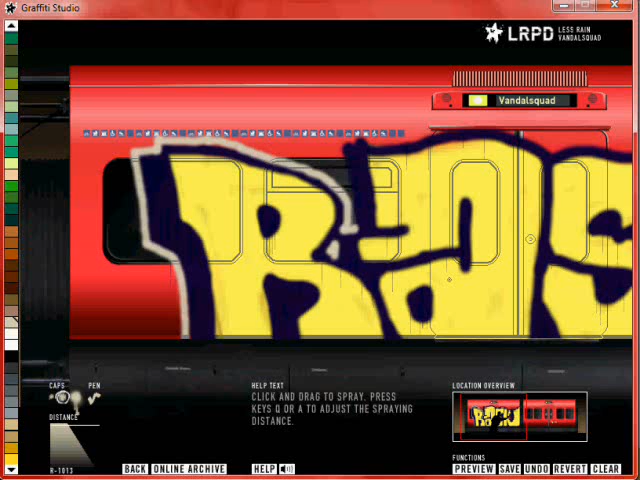 Graffiti Studio
LRPD LESS RAIN
VANDALSQUAD
Vandalsquad
CAPS PEN
DISTANCE
R-1013
HELP TEXT
CLICK AND DRAG TO SPRAY. PRESS
KEYS Q OR A TO ADJUST THE SPRAYING
DISTANCE.
LOCATION OVERVIEW
FUNCTIONS
BACK ONLINE ARCHIVE HELP PREVIEW SAVE UNDO REVERT CLEAR